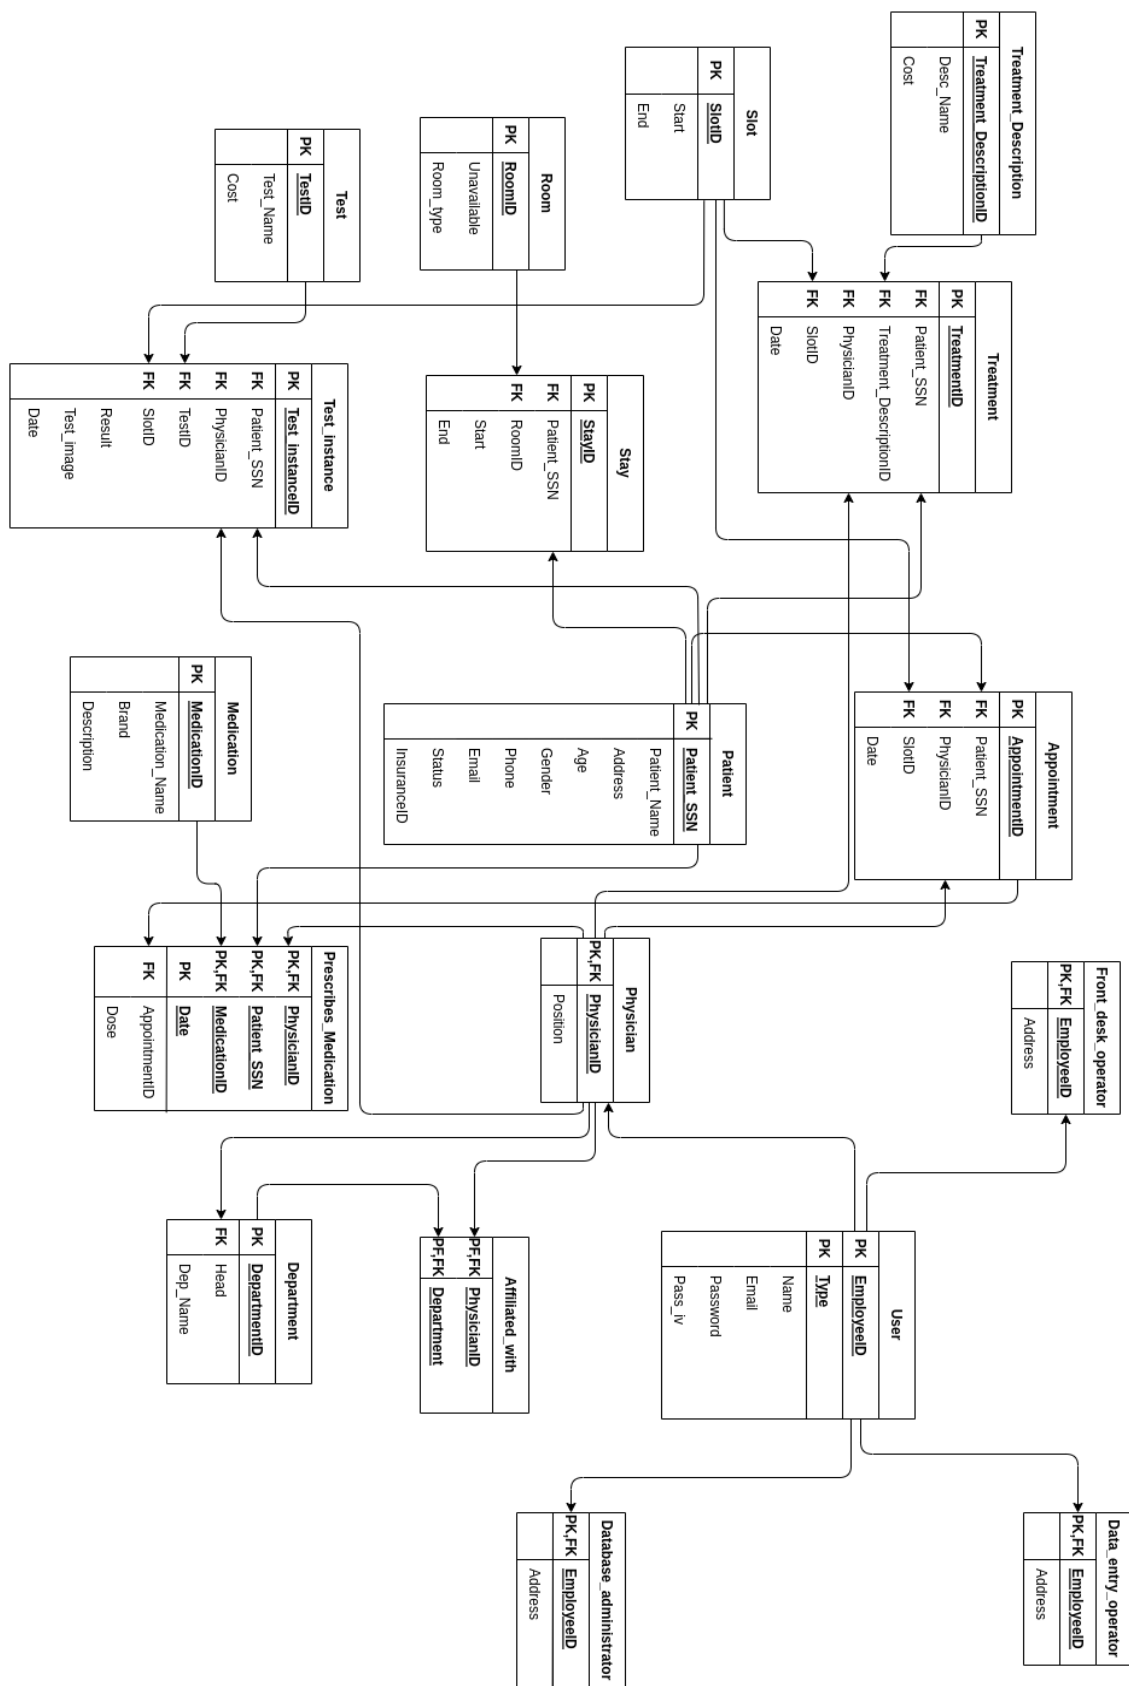 Treatment_Description
PK Treatment_DescriptionID
Desc_Name
Cost
Slot
PK SlotID
Start
End
Room
PK RoomID
Unavailable
Room_type
Test
PK TestID
Test_Name
Cost
Treatment
PK TreatmentID
FK Patient_SSN
FK Treatment_DescriptionID
FK PhysicianID
FK SlotID
Date
Stay
PK StayID
FK Patient_SSN
FK RoomID
Start
End
Test_instance
PK Test_instanceID
FK Patient_SSN
FK PhysicianID
FK TestID
FK SlotID
Result
Test_image
Date
Appointment
PK AppointmentID
FK Patient_SSN
FK PhysicianID
FK SlotID
Date
Patient
PK Patient_SSN
Patient_Name
Address
Age
Gender
Phone
Email
Status
InsuranceID
Medication
PK MedicationID
Medication_Name
Brand
Description
Front_desk_operator
PK,FK EmployeeID
Address
Physician
PK,FK PhysicianID
Position
Prescribes_Medication
PK,FK PhysicianID
PK,FK Patient_SSN
PK,FK MedicationID
PK Date
FK AppointmentID
Dose
User
PK EmployeeID
PK Type
Name
Email
Password
Pass_iv
Affiliated_with
PF,FK PhysicianID
PF,FK Department
Department
PK DepartmentID
FK Head
Dep_Name
Data_entry_operator
PK,FK EmployeeID
Address
Database_administrator
PK,FK EmployeeID
Address